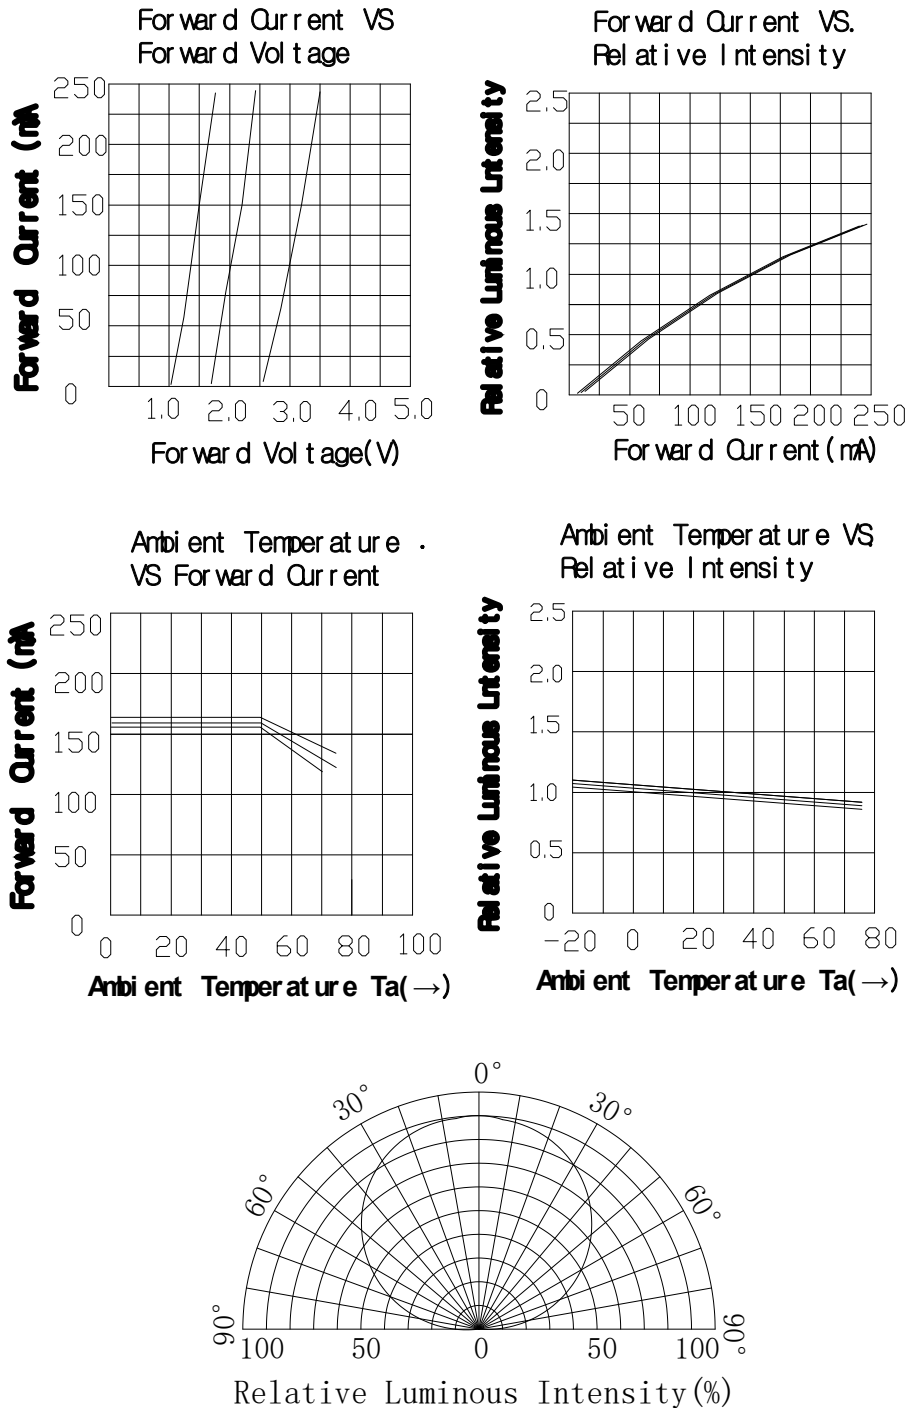 Forward Current VS
Forward Voltage
Forward Current (mA
250
200
150
100
50
0
1.0 2.0 3.0 4.0 5.0
Forward Voltage(V)
Forward Current VS.
Relative Intensity
Relative Luminous Lntensity
2.5
2.0
1.5
1.0
0.5
0
50 100 150 200 250
Forward Current(mA)
Ambient Temperature .
VS Forward Current
Forward Current (mA
250
200
150
100
50
0
0 20 40 60 80 100
Ambient Temperature Ta(→)
Ambient Temperature VS.
Relative Intensity
Relative Luminous Lntensity
2.5
2.0
1.5
1.0
0.5
0
-20 0 20 40 60 80
Ambient Temperature Ta(→)
0°
30° 30°
60° 60°
90° 90°
100 50 0 50 100
Relative Luminous Intensity(%)